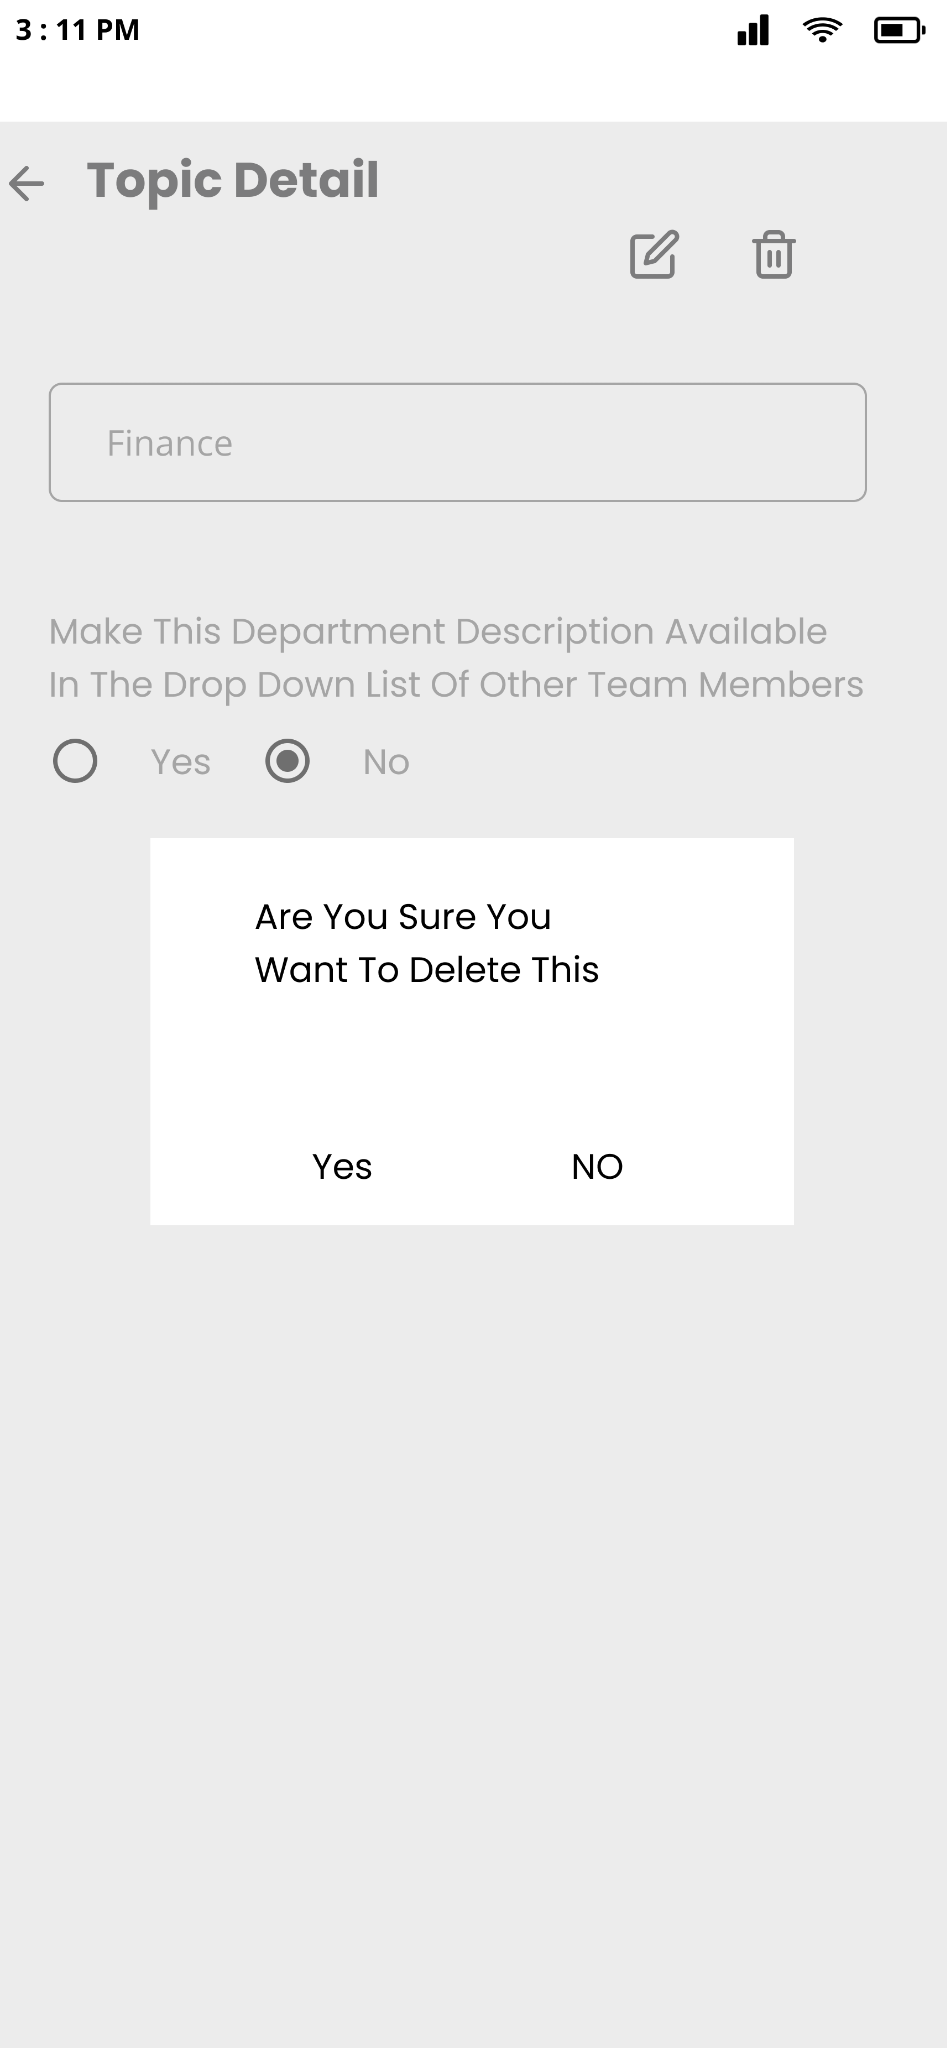 3 : 11 PM
Topic Detail
Finance
Make This Department Description Available
In The Drop Down List Of Other Team Members
Yes No
Are You Sure You
Want To Delete This
Yes NO